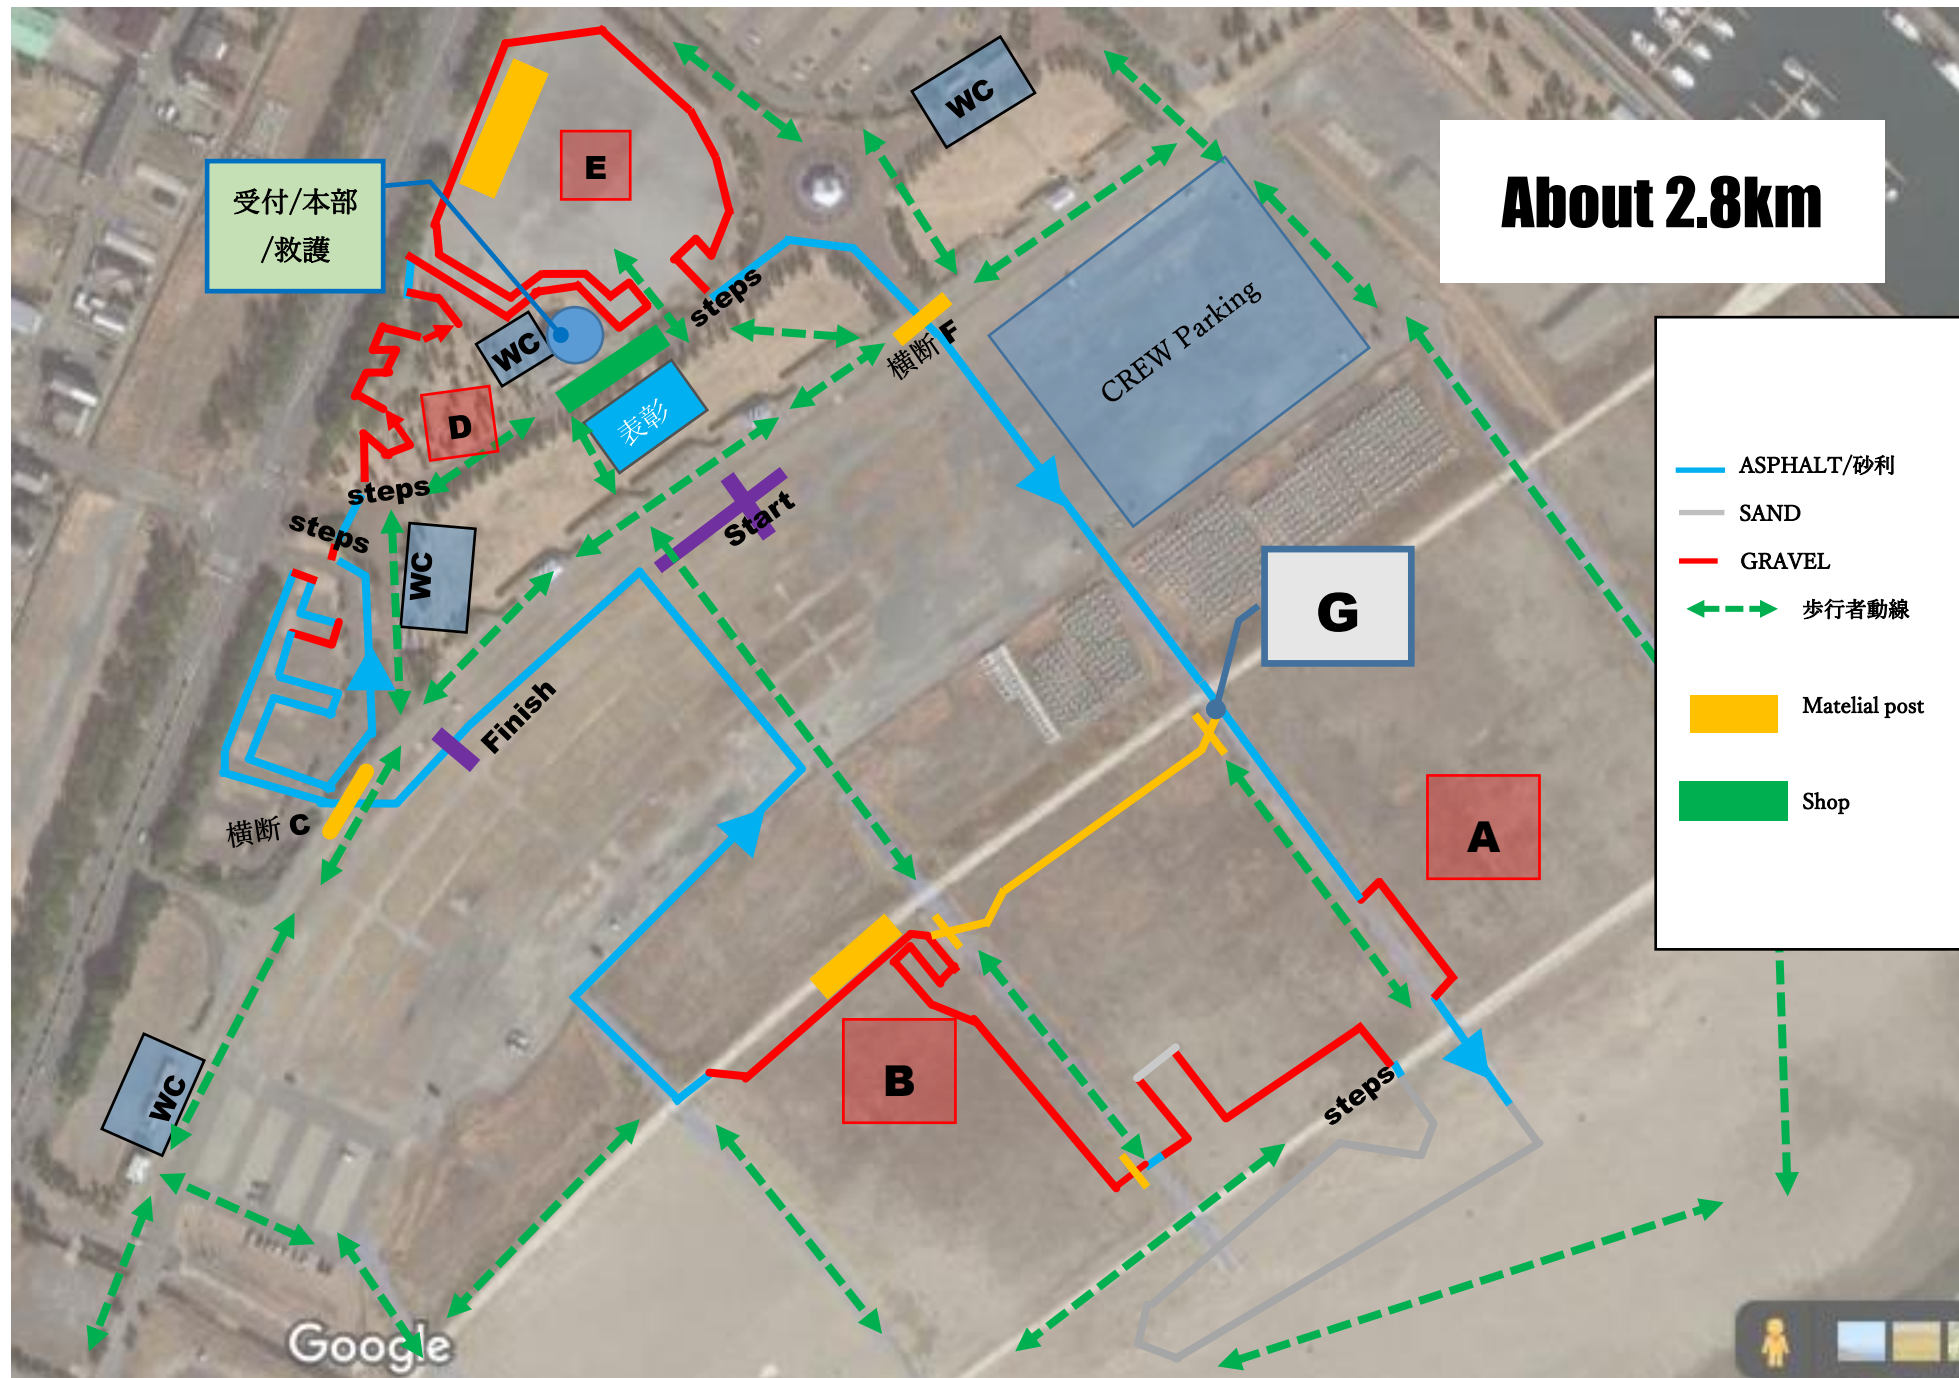 About 2.8km
WC
E
受付/本部
/救護
steps
WC
横断 F
CREW Parking
表彰
D
steps
steps
Start
WC
ASPHALT/砂利
SAND
GRAVEL
歩行者動線
Matelial post
Shop
G
Finish
横断 C
A
B
steps
WC
Google